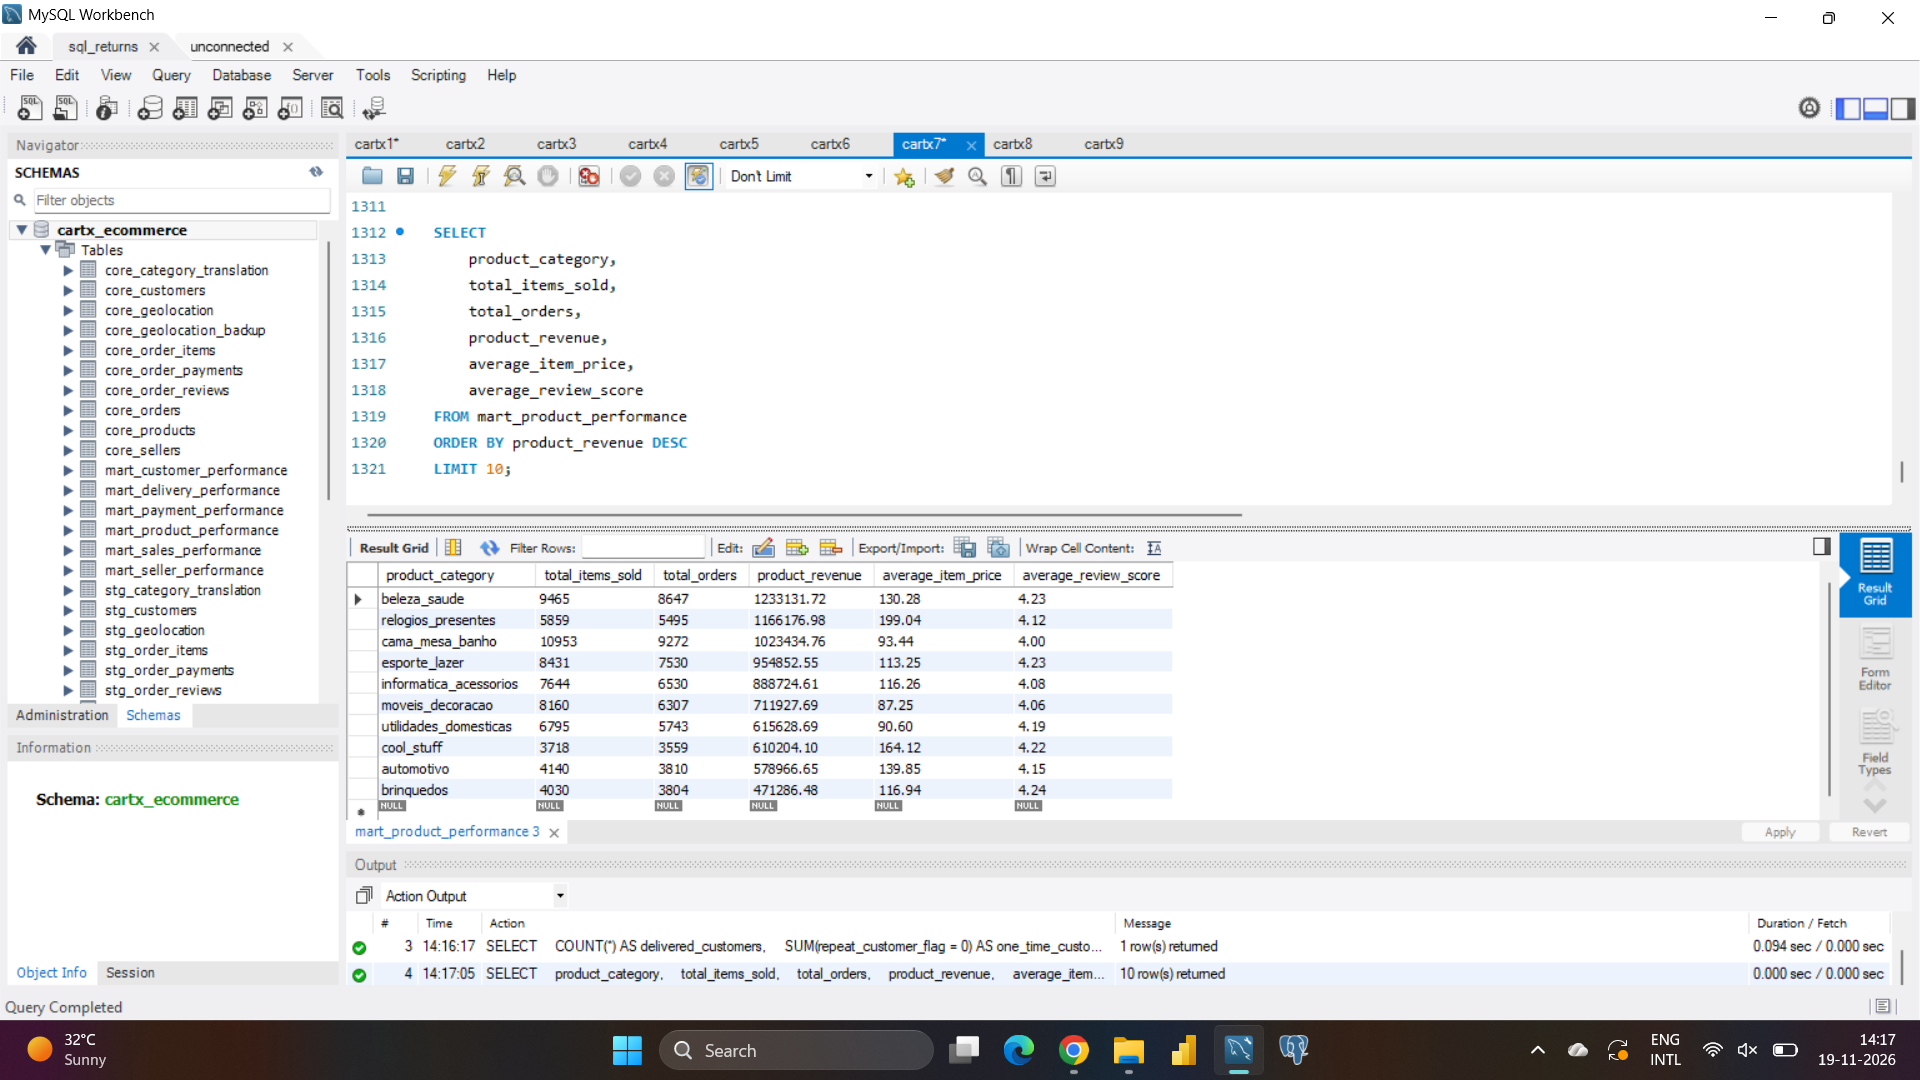 MySQL Workbench
sql_returns
unconnected
File Edit View Query Database Server Tools Scripting Help
Navigator
SCHEMAS
Filter objects
cartx_ecommerce
Tables
core_category_translation
core_customers
core_geolocation
core_geolocation_backup
core_order_items
core_order_payments
core_order_reviews
core_orders
core_products
core_sellers
mart_customer_performance
mart_delivery_performance
mart_payment_performance
mart_product_performance
mart_sales_performance
mart_seller_performance
stg_category_translation
stg_customers
stg_geolocation
stg_order_items
stg_order_payments
stg_order_reviews
Administration Schemas
Information
Schema: cartx_ecommerce
Object Info Session
cartx1* cartx2 cartx3 cartx4 cartx5 cartx6 cartx7* cartx8 cartx9
Don't Limit
1311
1312 SELECT
1313 product_category,
1314 total_items_sold,
1315 total_orders,
1316 product_revenue,
1317 average_item_price,
1318 average_review_score
1319 FROM mart_product_performance
1320 ORDER BY product_revenue DESC
1321 LIMIT 10;
Result Grid Filter Rows: Edit: Export/Import: Wrap Cell Content:
product_category total_items_sold total_orders product_revenue average_item_price average_review_score
beleza_saude 9465 8647 1233131.72 130.28 4.23
relogios_presentes 5859 5495 1166176.98 199.04 4.12
cama_mesa_banho 10953 9272 1023434.76 93.44 4.00
esporte_lazer 8431 7530 954852.55 113.25 4.23
informatica_acessorios 7644 6530 888724.61 116.26 4.08
moveis_decoracao 8160 6307 711927.69 87.25 4.06
utilidades_domesticas 6795 5743 615628.69 90.60 4.19
cool_stuff 3718 3559 610204.10 164.12 4.22
automotivo 4140 3810 578966.65 139.85 4.15
brinquedos 4030 3804 471286.48 116.94 4.24
NULL NULL NULL NULL NULL NULL
Result
Grid
Form
Editor
Field
Types
mart_product_performance 3
Apply Revert
Output
Action Output
# Time Action Message Duration / Fetch
3 14:16:17 SELECT COUNT(*) AS delivered_customers, SUM(repeat_customer_flag = 0) AS one_time_custo... 1 row(s) returned 0.094 sec / 0.000 sec
4 14:17:05 SELECT product_category, total_items_sold, total_orders, product_revenue, average_item... 10 row(s) returned 0.000 sec / 0.000 sec
Query Completed
32°C
Sunny
Search
ENG
INTL
14:17
19-11-2026